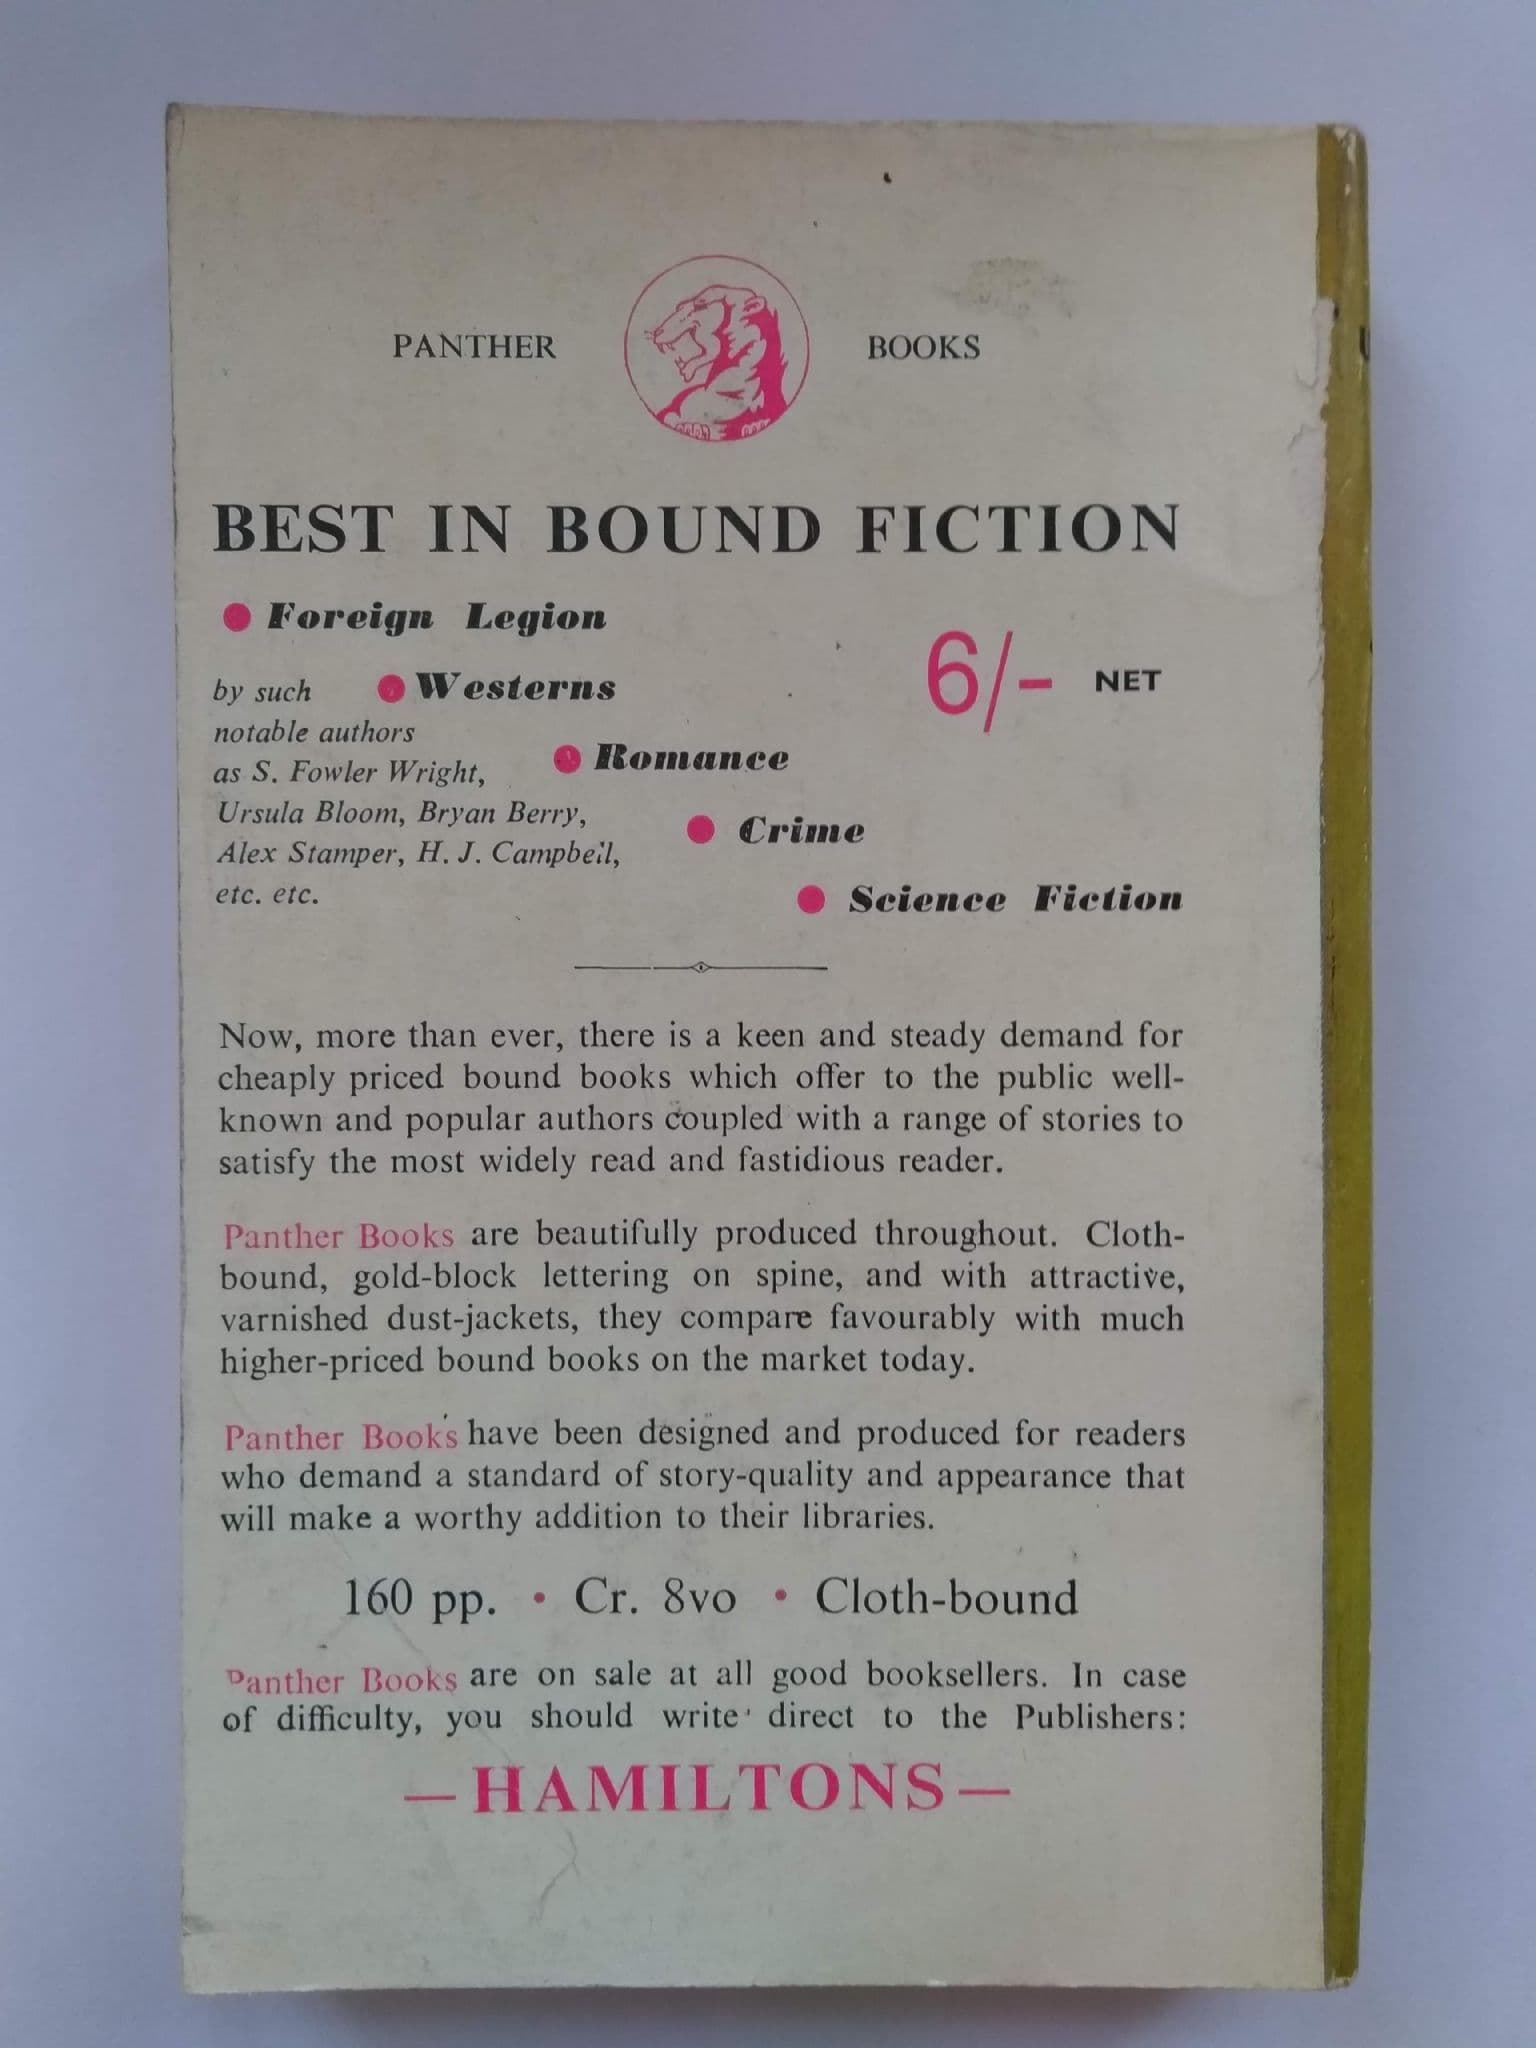 PANTHER BOOKS
BEST IN BOUND FICTION
Foreign Legion
Westerns
Romance
Crime
Science Fiction
6/- NET
by such
notable authors
as S. Fowler Wright,
Ursula Bloom, Bryan Berry,
Alex Stamper, H. J. Campbell,
etc. etc.
Now, more than ever, there is a keen and steady demand for
cheaply priced bound books which offer to the public well-
known and popular authors coupled with a range of stories to
satisfy the most widely read and fastidious reader.
Panther Books are beautifully produced throughout. Cloth-
bound, gold-block lettering on spine, and with attractive,
varnished dust-jackets, they compare favourably with much
higher-priced bound books on the market today.
Panther Books have been designed and produced for readers
who demand a standard of story-quality and appearance that
will make a worthy addition to their libraries.
160 pp. • Cr. 8vo • Cloth-bound
Panther Books are on sale at all good booksellers. In case
of difficulty, you should write direct to the Publishers:
—HAMILTONS—